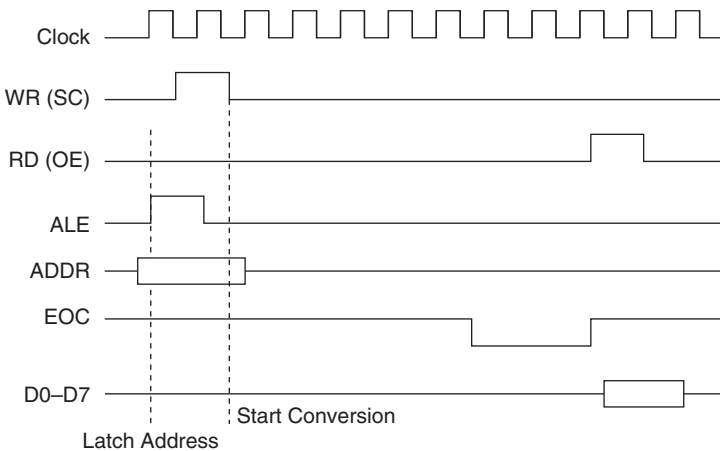 Clock
WR (SC)
RD (OE)
ALE
ADDR
EOC
D0–D7
Start Conversion
Latch Address